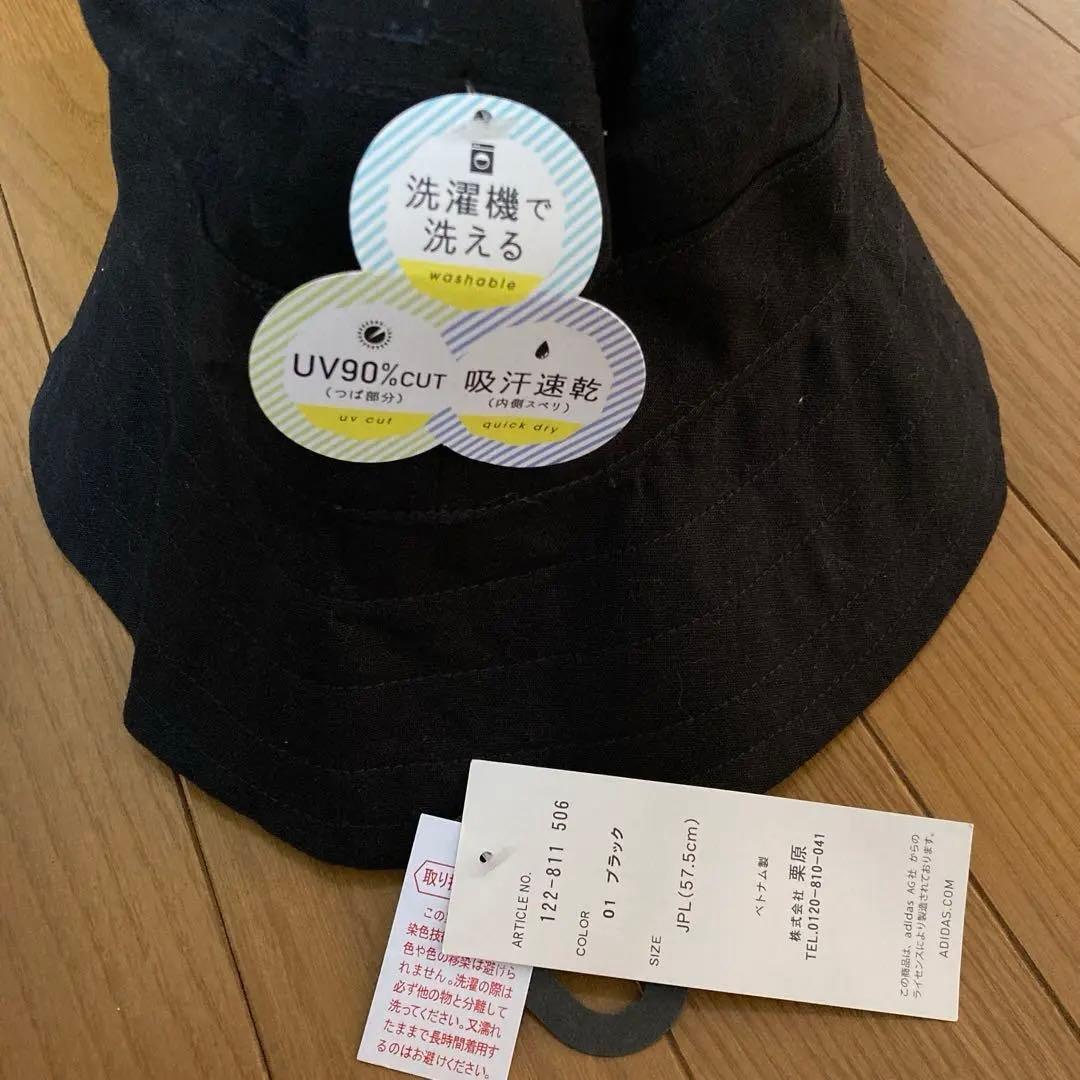 洗濯機で
洗える
washable
UV90%CUT
(つば部分)
uv cut
吸汗速乾
(内側スベリ)
quick dry
ARTICLE NO.
122-811 506
COLOR
01 ブラック
SIZE
JPL(57.5cm)
ベトナム製
株式会社 栗原
TEL.0120-810-041
この商品は、adidas AG社 からの
ライセンスにより製造されております。
ADIDAS.COM
取り
この
染色技
色や色の移染は避けら
れません。洗濯の際は
必ず他の物と分離して
洗ってください。又濡れ
たままで長時間着用す
るのはお避けください。